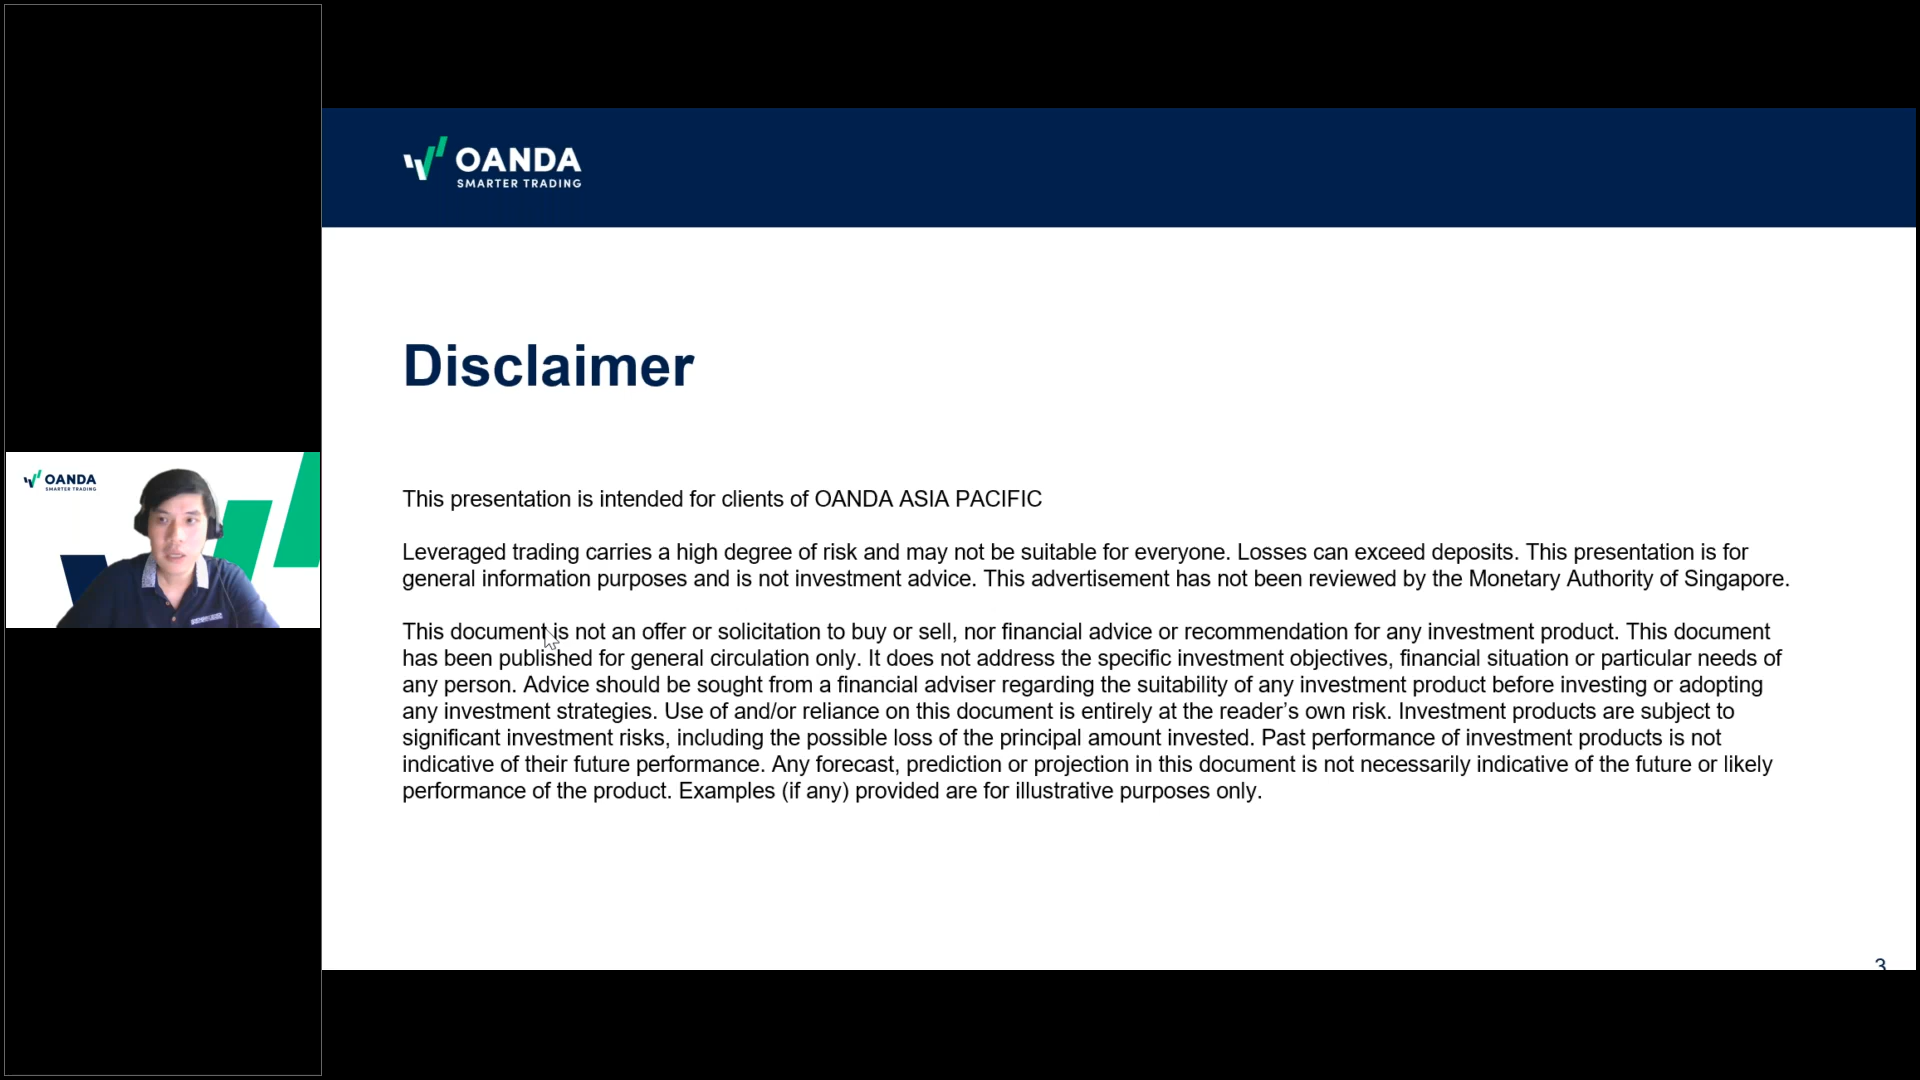 OANDA
SMARTER TRADING
Disclaimer
This presentation is intended for clients of OANDA ASIA PACIFIC
Leveraged trading carries a high degree of risk and may not be suitable for everyone. Losses can exceed deposits. This presentation is for
general information purposes and is not investment advice. This advertisement has not been reviewed by the Monetary Authority of Singapore.
This document is not an offer or solicitation to buy or sell, nor financial advice or recommendation for any investment product. This document
has been published for general circulation only. It does not address the specific investment objectives, financial situation or particular needs of
any person. Advice should be sought from a financial adviser regarding the suitability of any investment product before investing or adopting
any investment strategies. Use of and/or reliance on this document is entirely at the reader’s own risk. Investment products are subject to
significant investment risks, including the possible loss of the principal amount invested. Past performance of investment products is not
indicative of their future performance. Any forecast, prediction or projection in this document is not necessarily indicative of the future or likely
performance of the product. Examples (if any) provided are for illustrative purposes only.
3
OANDA
SMARTER TRADING